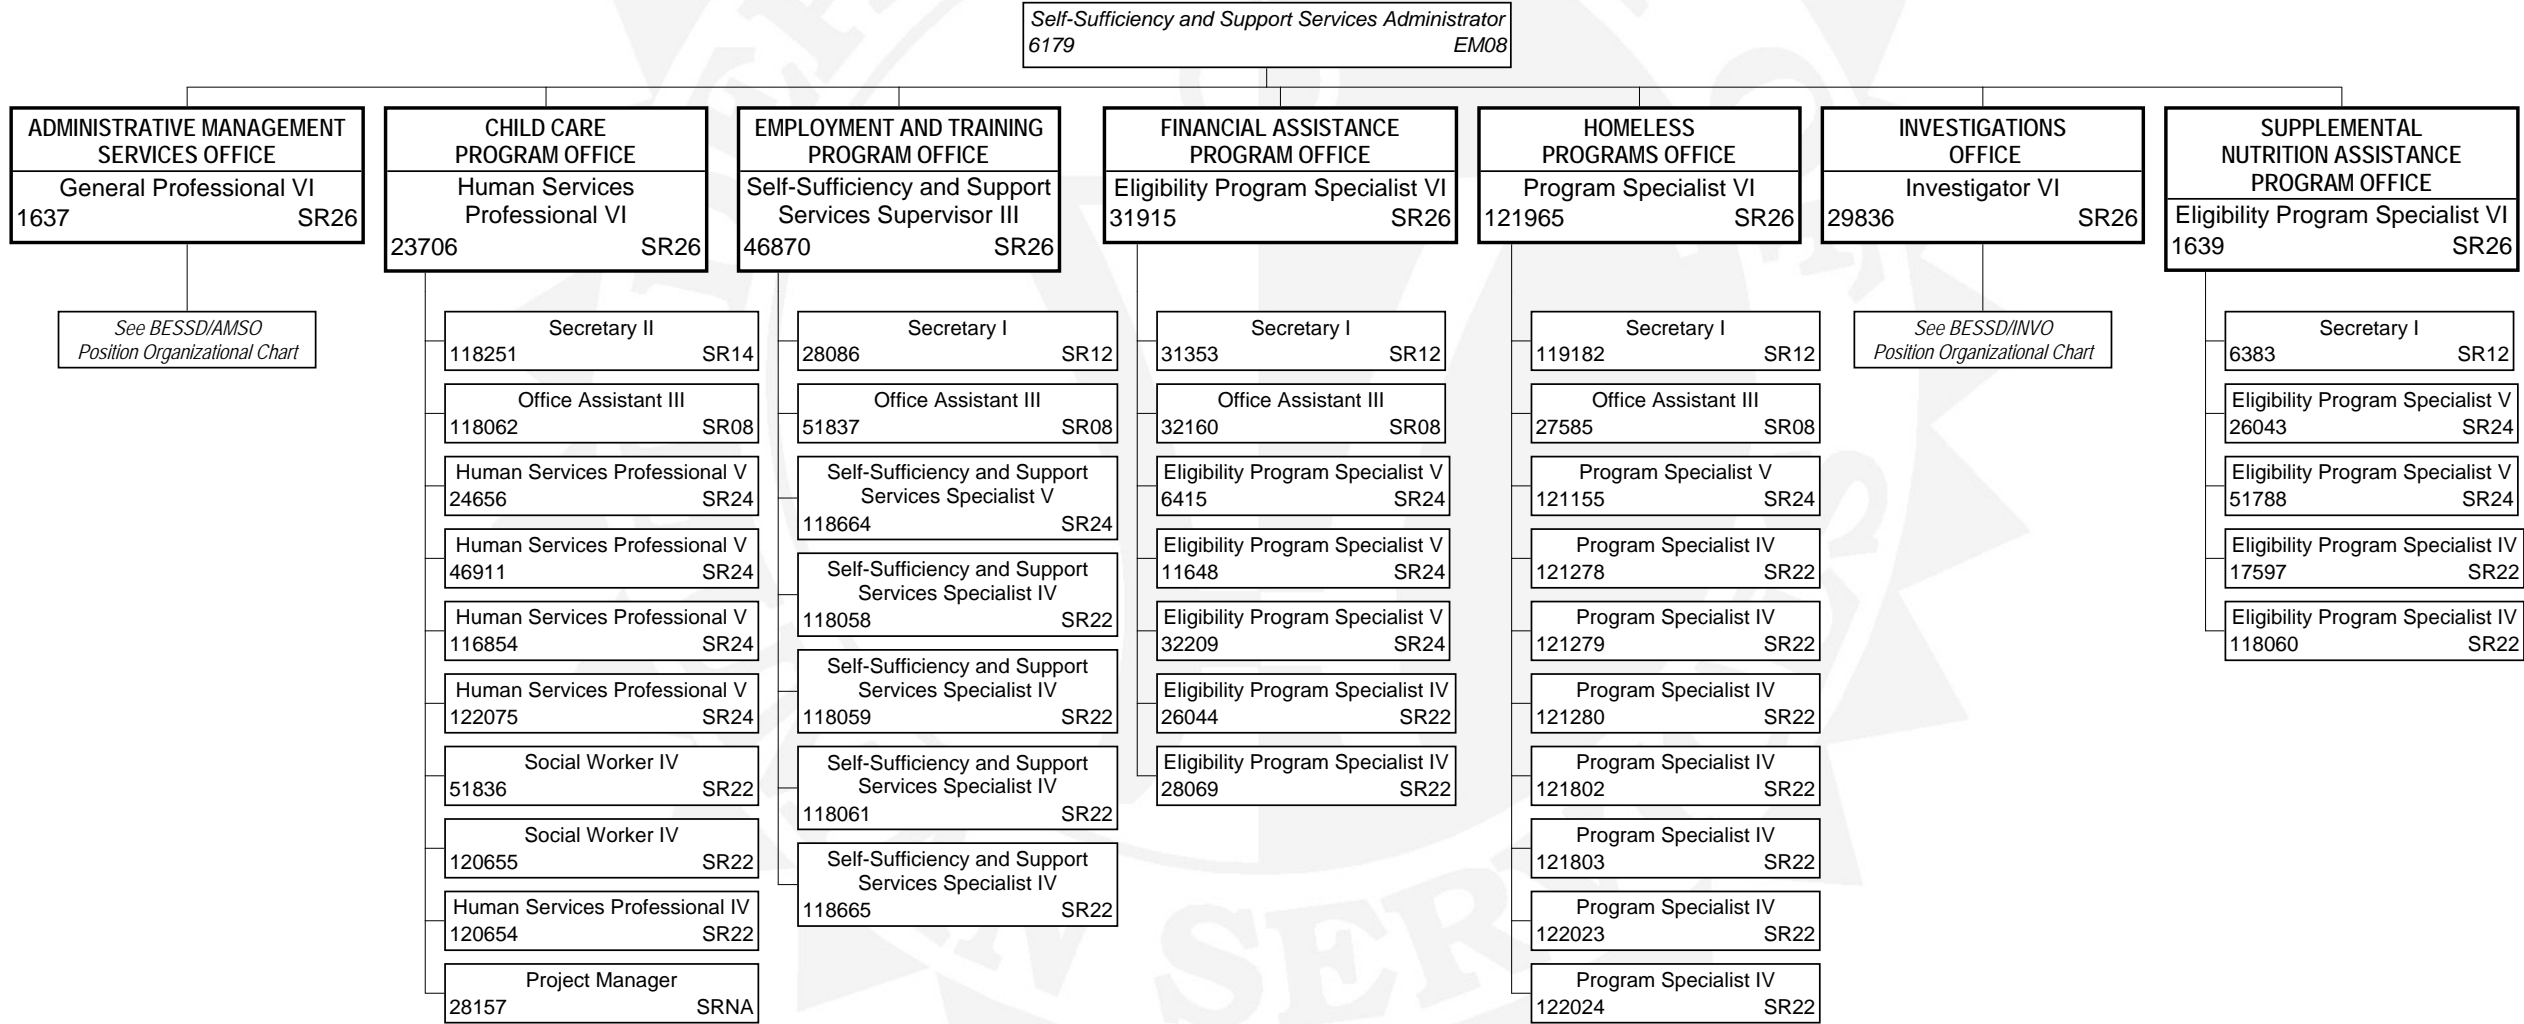 Self-Sufficiency and Support Services Administrator
6179 EM08
ADMINISTRATIVE MANAGEMENT
SERVICES OFFICE
General Professional VI
1637 SR26
See BESSD/AMSO
Position Organizational Chart
CHILD CARE
PROGRAM OFFICE
Human Services
Professional VI
23706 SR26
Secretary II
118251 SR14
Office Assistant III
118062 SR08
Human Services Professional V
24656 SR24
Human Services Professional V
46911 SR24
Human Services Professional V
116854 SR24
Human Services Professional V
122075 SR24
Social Worker IV
51836 SR22
Social Worker IV
120655 SR22
Human Services Professional IV
120654 SR22
Project Manager
28157 SRNA
EMPLOYMENT AND TRAINING
PROGRAM OFFICE
Self-Sufficiency and Support
Services Supervisor III
46870 SR26
Secretary I
28086 SR12
Office Assistant III
51837 SR08
Self-Sufficiency and Support
Services Specialist V
118664 SR24
Self-Sufficiency and Support
Services Specialist IV
118058 SR22
Self-Sufficiency and Support
Services Specialist IV
118059 SR22
Self-Sufficiency and Support
Services Specialist IV
118061 SR22
Self-Sufficiency and Support
Services Specialist IV
118665 SR22
FINANCIAL ASSISTANCE
PROGRAM OFFICE
Eligibility Program Specialist VI
31915 SR26
Secretary I
31353 SR12
Office Assistant III
32160 SR08
Eligibility Program Specialist V
6415 SR24
Eligibility Program Specialist V
11648 SR24
Eligibility Program Specialist V
32209 SR24
Eligibility Program Specialist IV
26044 SR22
Eligibility Program Specialist IV
28069 SR22
HOMELESS
PROGRAMS OFFICE
Program Specialist VI
121965 SR26
Secretary I
119182 SR12
Office Assistant III
27585 SR08
Program Specialist V
121155 SR24
Program Specialist IV
121278 SR22
Program Specialist IV
121279 SR22
Program Specialist IV
121280 SR22
Program Specialist IV
121802 SR22
Program Specialist IV
121803 SR22
Program Specialist IV
122023 SR22
Program Specialist IV
122024 SR22
INVESTIGATIONS
OFFICE
Investigator VI
29836 SR26
See BESSD/INVO
Position Organizational Chart
SUPPLEMENTAL
NUTRITION ASSISTANCE
PROGRAM OFFICE
Eligibility Program Specialist VI
1639 SR26
Secretary I
6383 SR12
Eligibility Program Specialist V
26043 SR24
Eligibility Program Specialist V
51788 SR24
Eligibility Program Specialist IV
17597 SR22
Eligibility Program Specialist IV
118060 SR22